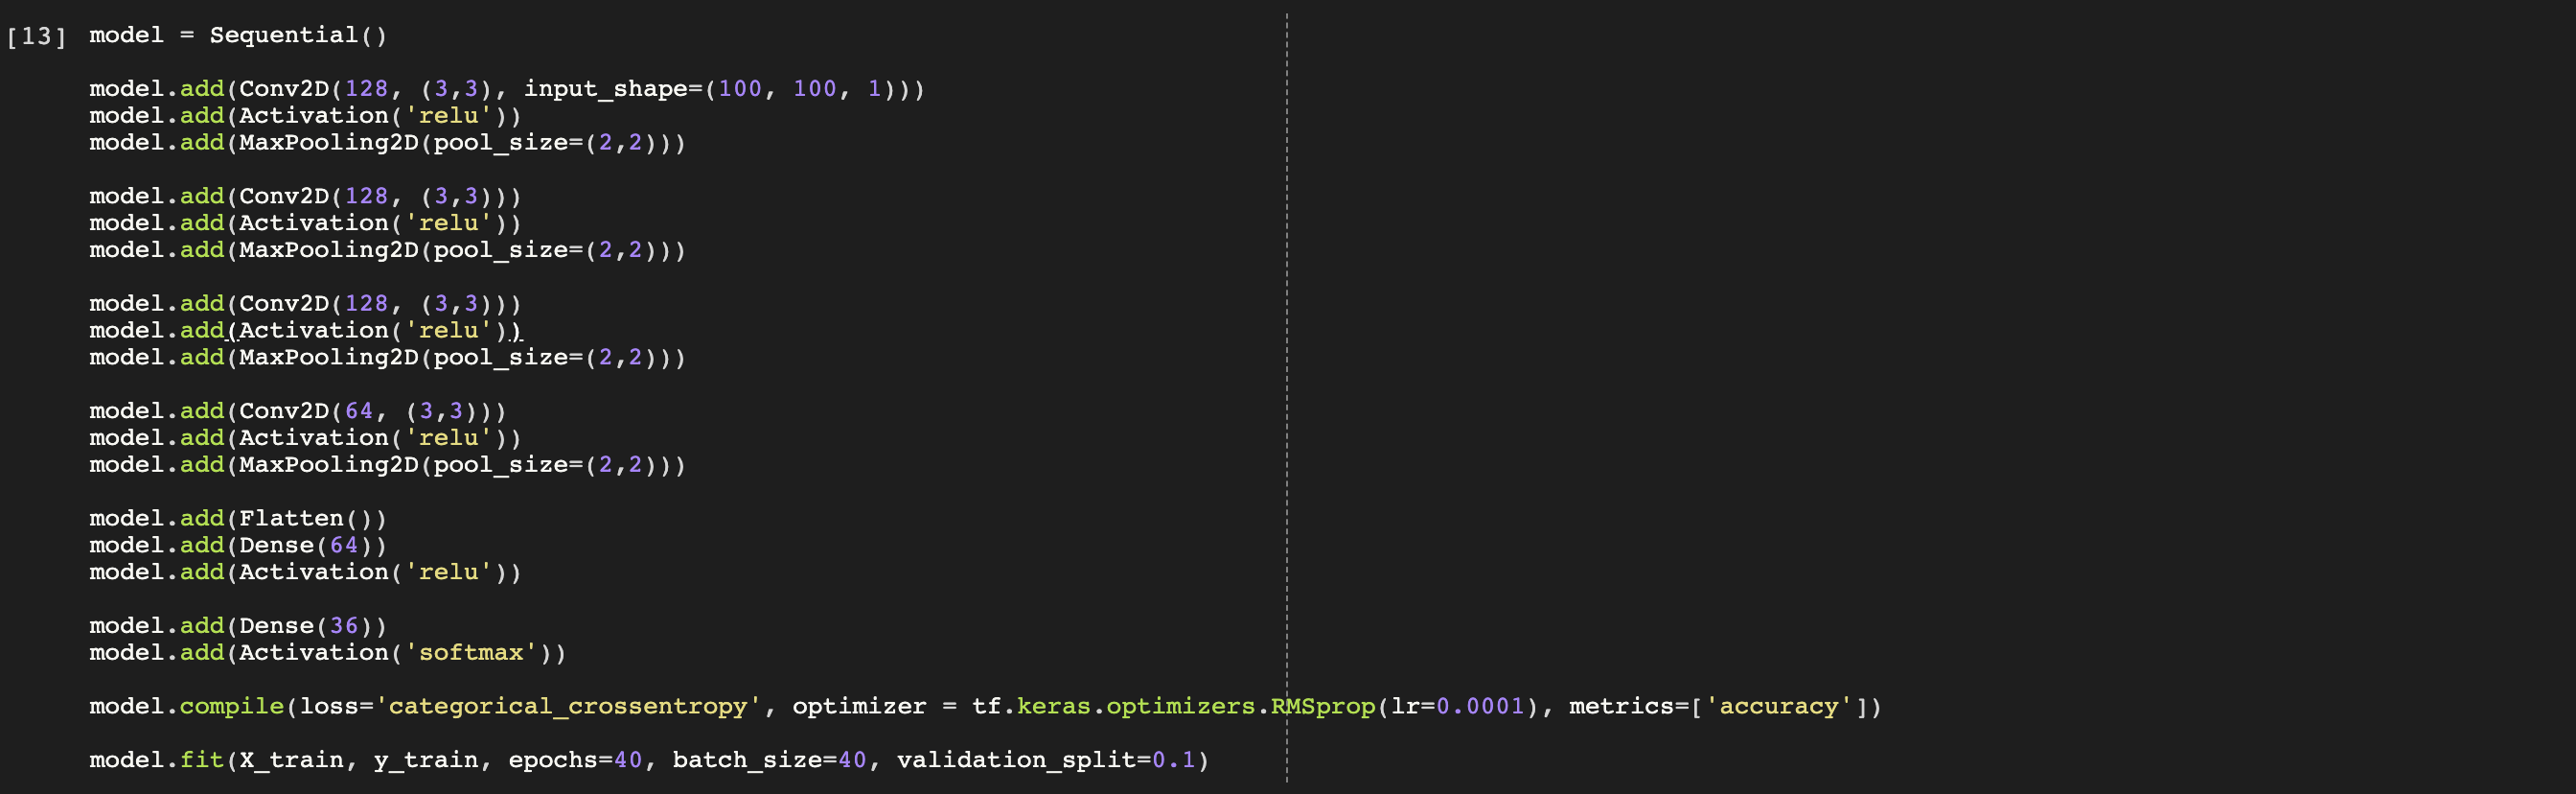 [13] model = Sequential()
model.add(Conv2D(128, (3,3), input_shape=(100, 100, 1)))
model.add(Activation('relu'))
model.add(MaxPooling2D(pool_size=(2,2)))
model.add(Conv2D(128, (3,3)))
model.add(Activation('relu'))
model.add(MaxPooling2D(pool_size=(2,2)))
model.add(Conv2D(128, (3,3)))
model.add(Activation('relu'))
model.add(MaxPooling2D(pool_size=(2,2)))
model.add(Conv2D(64, (3,3)))
model.add(Activation('relu'))
model.add(MaxPooling2D(pool_size=(2,2)))
model.add(Flatten())
model.add(Dense(64))
model.add(Activation('relu'))
model.add(Dense(36))
model.add(Activation('softmax'))
model.compile(loss='categorical_crossentropy', optimizer = tf.keras.optimizers.RMSprop(lr=0.0001), metrics=['accuracy'])
model.fit(X_train, y_train, epochs=40, batch_size=40, validation_split=0.1)